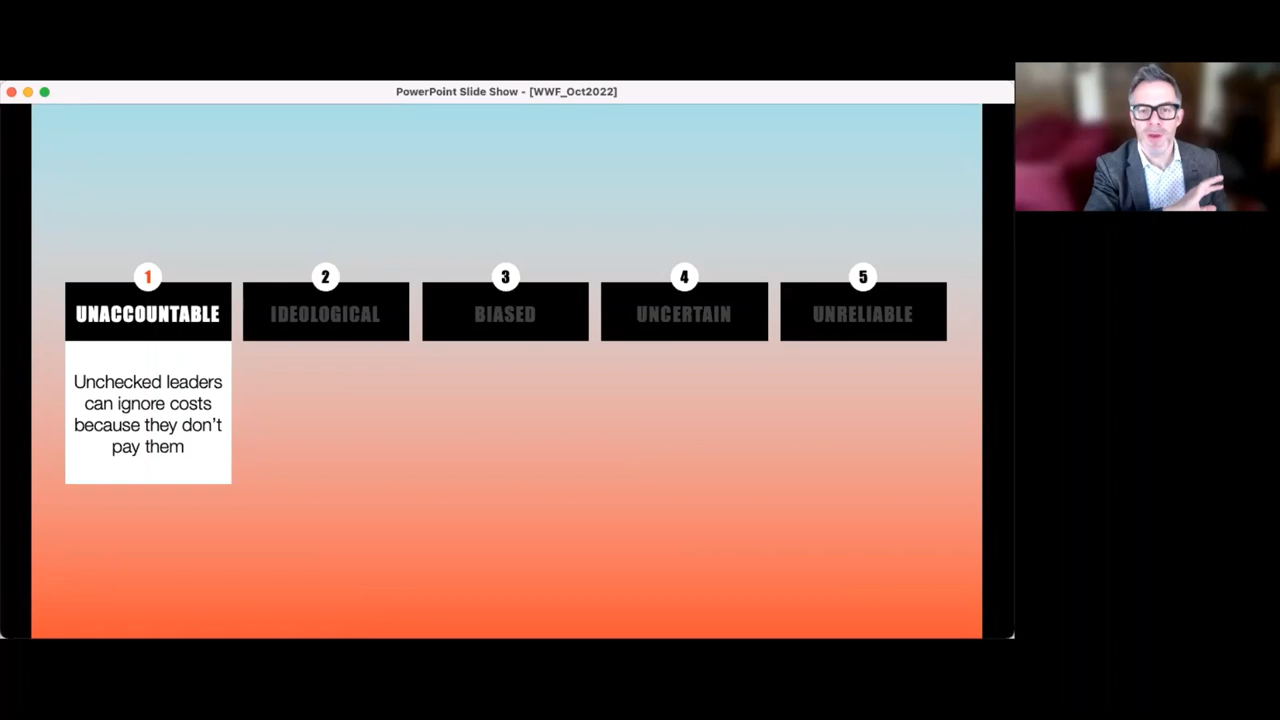 PowerPoint Slide Show - [WWF_Oct2022]
1
2
3
4
5
UNACCOUNTABLE
IDEOLOGICAL
BIASED
UNCERTAIN
UNRELIABLE
Unchecked leaders
can ignore costs
because they don’t
pay them